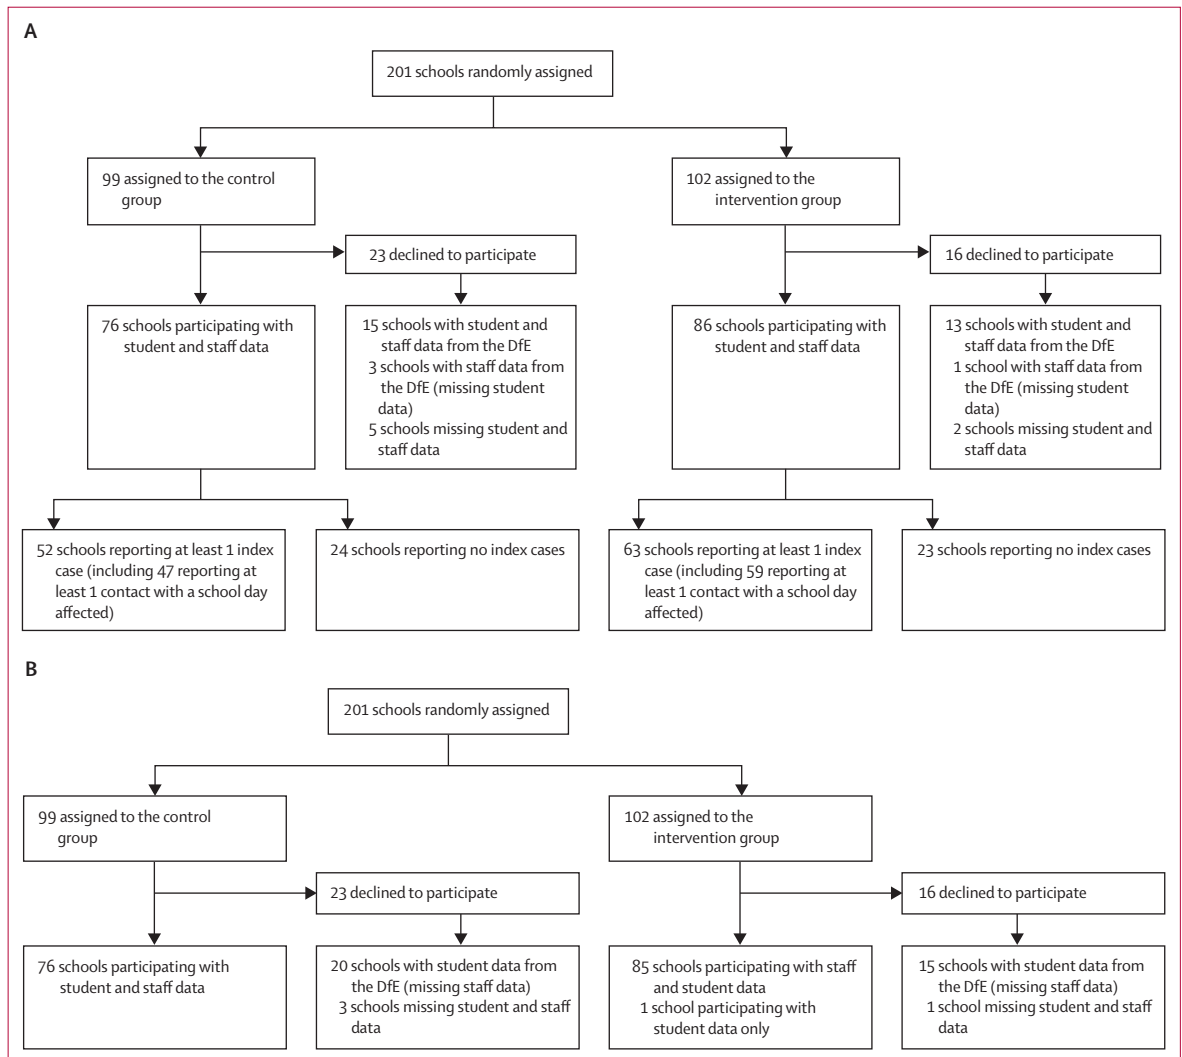 A
201 schools randomly assigned
99 assigned to the control
group
102 assigned to the
intervention group
23 declined to participate
16 declined to participate
76 schools participating with
student and staff data
15 schools with student and
staff data from the DfE
3 schools with staff data from
the DfE (missing student
data)
5 schools missing student and
staff data
86 schools participating with
student and staff data
13 schools with student and
staff data from the DfE
1 school with staff data from
the DfE (missing student
data)
2 schools missing student and
staff data
52 schools reporting at least 1 index
case (including 47 reporting at
least 1 contact with a school day
affected)
24 schools reporting no index cases
63 schools reporting at least 1 index
case (including 59 reporting at
least 1 contact with a school day
affected)
23 schools reporting no index cases
B
201 schools randomly assigned
99 assigned to the control
group
102 assigned to the
intervention group
23 declined to participate
16 declined to participate
76 schools participating with
student and staff data
20 schools with student data from
the DfE (missing staff data)
3 schools missing student and staff
data
85 schools participating with staff
and student data
1 school participating with
student data only
15 schools with student data from
the DfE (missing staff data)
1 school missing student and staff
data